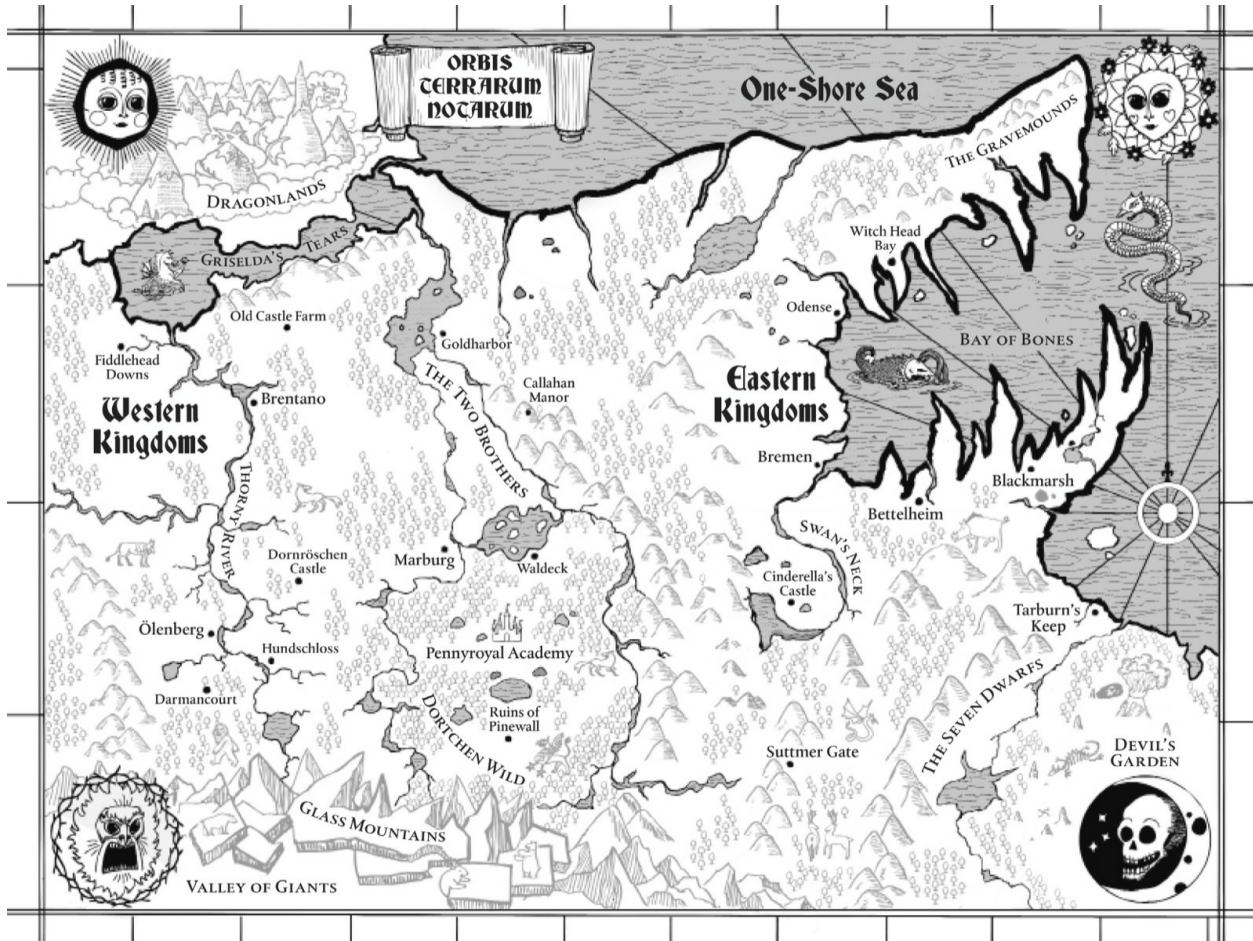 ORBIS
TERRARUM
NOTARUM
One-Shore Sea
The Gravemounds
Dragonlands
Griselda's
Tears
Witch Head
Bay
Old Castle Farm
Odense
Goldharbor
Bay of Bones
Fiddlehead
Downs
Callahan
Manor
Brentano
Western
Kingdoms
Eastern
Kingdoms
The Two Brothers
Bremen
Blackmarsh
Bettelheim
Thorny River
Swan's Neck
Dornröschen
Castle
Marburg
Waldeck
Cinderella's
Castle
Tarburn's
Keep
Ölenberg
Hundschloss
Pennyroyal Academy
Darmancourt
Ruins of
Pinewall
Dortchen Wild
The Seven Dwarfs
Suttmer Gate
Devil's
Garden
Glass Mountains
Valley of Giants